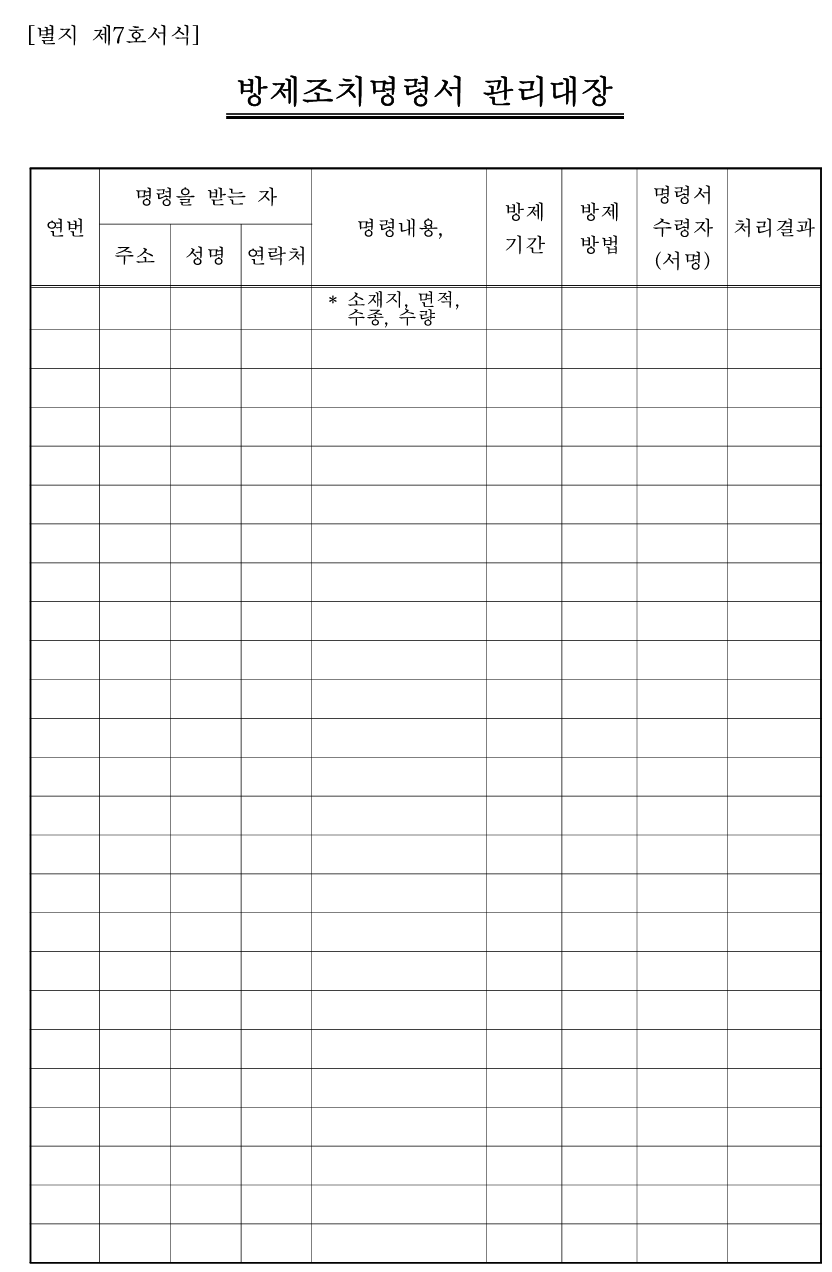 [별지 제7호서식]
방제조치명령서 관리대장
연번
명령을 받는 자
주소
성명
연락처
명령내용,
방제
기간
방제
방법
명령서
수령자
(서명)
처리결과
* 소재지, 면적,
수종, 수량